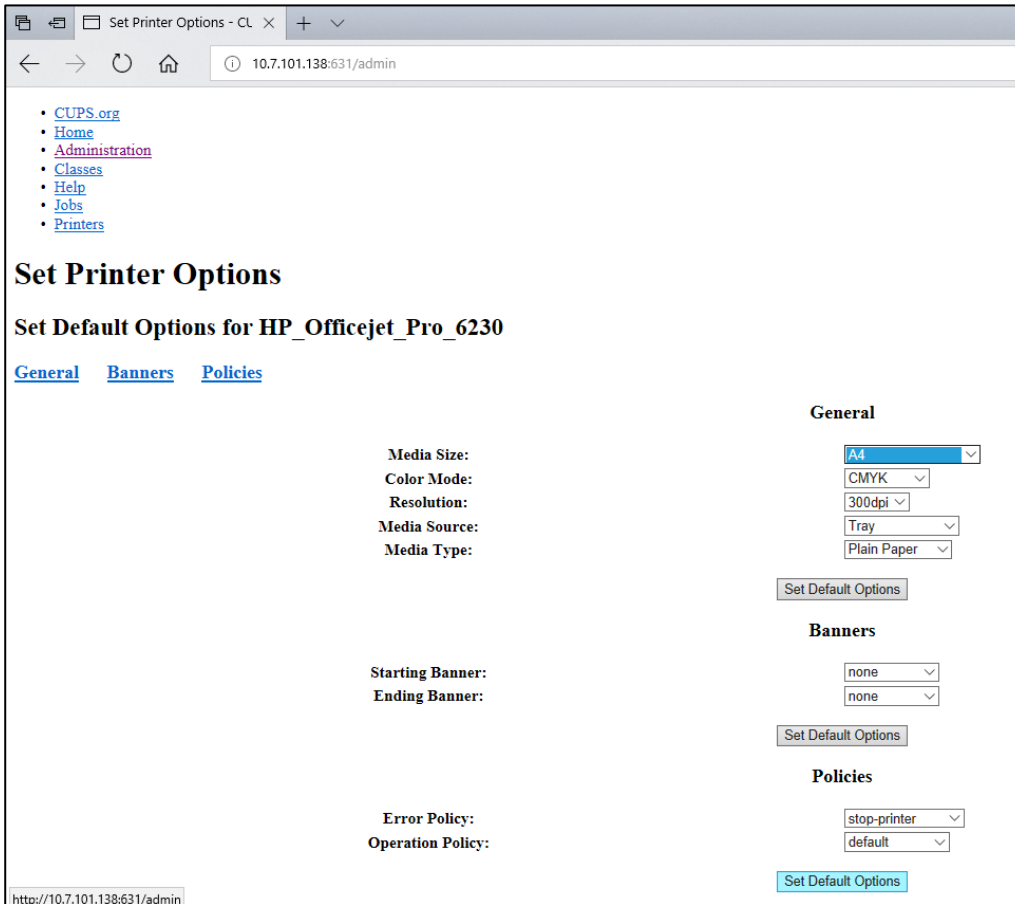 Set Printer Options - CU
10.7.101.138:631/admin
CUPS.org
Home
Administration
Classes
Help
Jobs
Printers
Set Printer Options
Set Default Options for HP_Officejet_Pro_6230
General Banners Policies
General
Media Size: A4
Color Mode: CMYK
Resolution: 300dpi
Media Source: Tray
Media Type: Plain Paper
Set Default Options
Banners
Starting Banner: none
Ending Banner: none
Set Default Options
Policies
Error Policy: stop-printer
Operation Policy: default
Set Default Options
http://10.7.101.138:631/admin